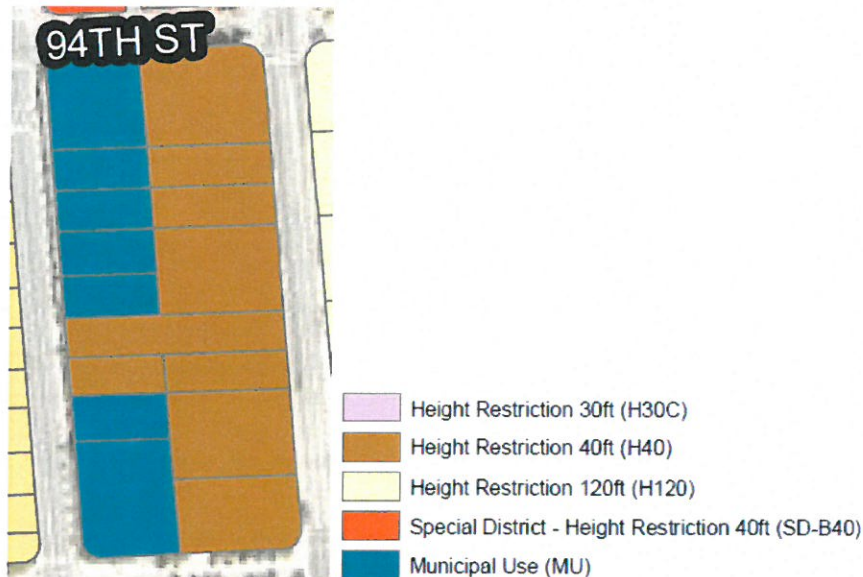 94TH ST
Height Restriction 30ft (H30C)
Height Restriction 40ft (H40)
Height Restriction 120ft (H120)
Special District - Height Restriction 40ft (SD-B40)
Municipal Use (MU)